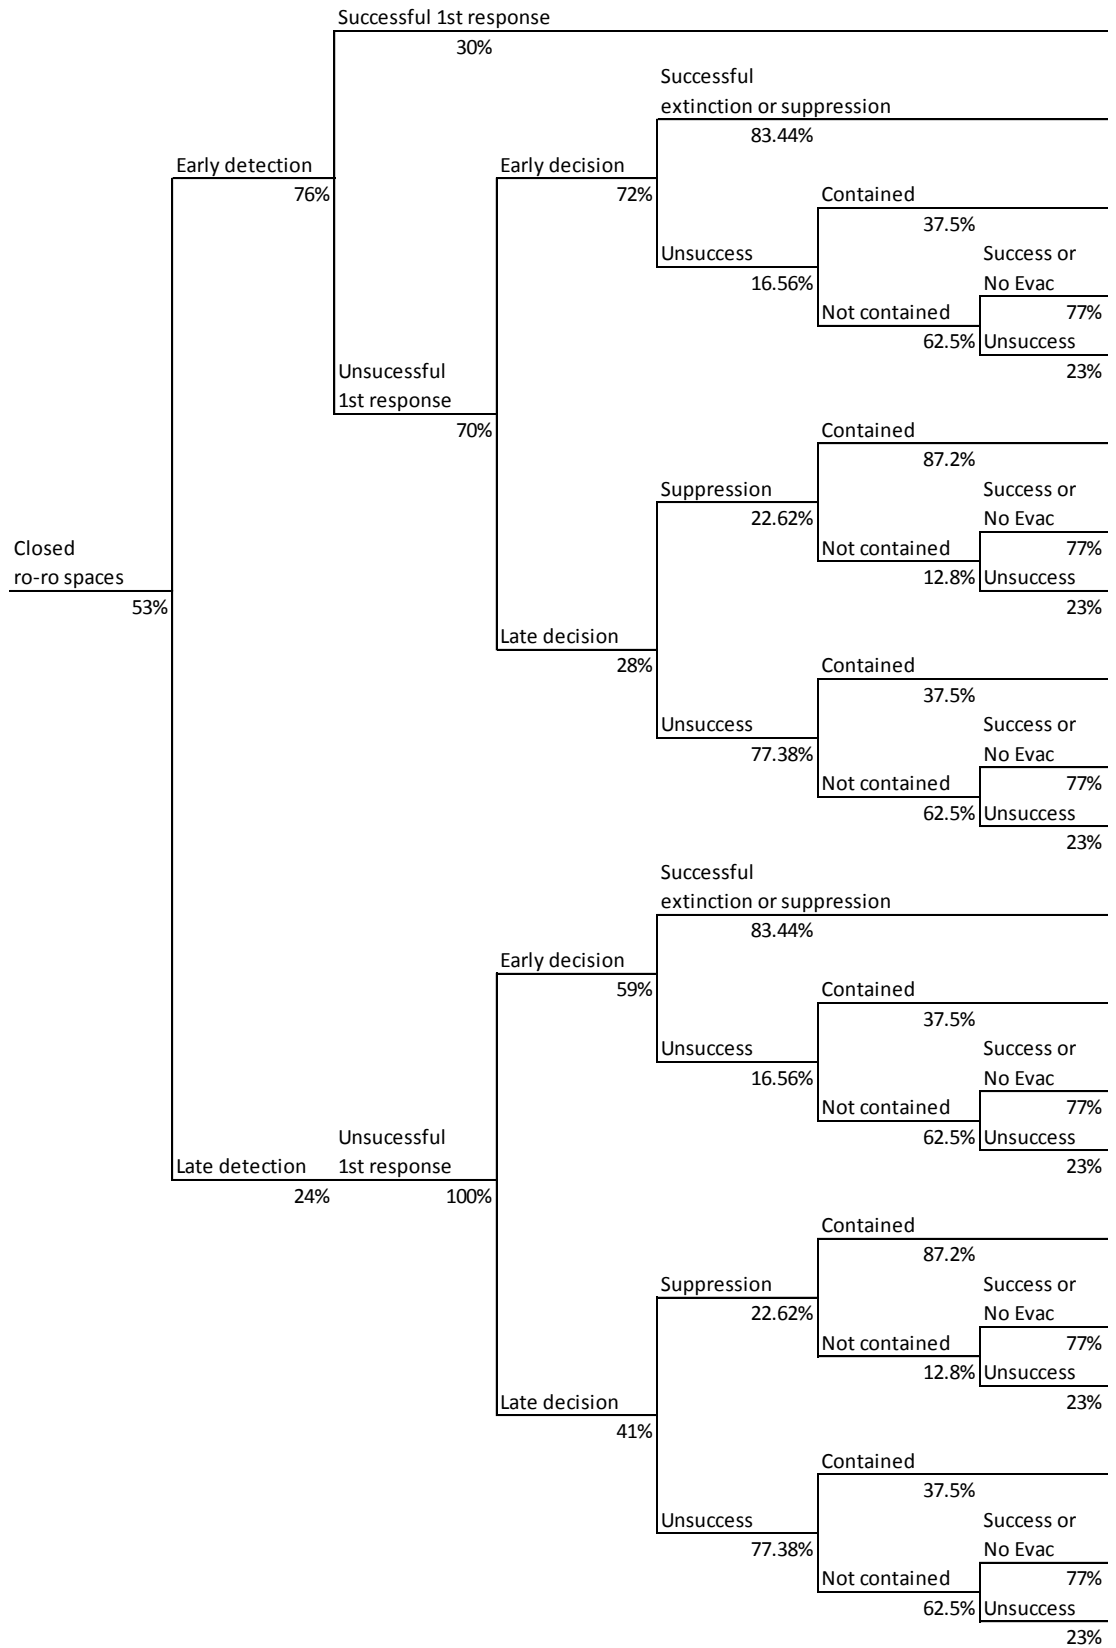 Successful 1st response
30%
Successful
extinction or suppression
83.44%
Early detection
Early decision
76%
72%
Contained
37.5%
Unsuccess
Success or
16.56%
No Evac
Not contained
77%
62.5%
Unsuccess
23%
Unsucessful
1st response
70%
Contained
87.2%
Suppression
Success or
22.62%
No Evac
Not contained
77%
12.8%
Unsuccess
23%
Closed
ro-ro spaces
53%
Late decision
28%
Contained
37.5%
Unsuccess
Success or
77.38%
No Evac
Not contained
77%
62.5%
Unsuccess
23%
Successful
extinction or suppression
83.44%
Early decision
59%
Contained
37.5%
Unsuccess
Success or
16.56%
No Evac
Not contained
77%
62.5%
Unsuccess
23%
Unsucessful
Late detection
1st response
24%
100%
Contained
87.2%
Suppression
Success or
22.62%
No Evac
Not contained
77%
12.8%
Unsuccess
23%
Late decision
41%
Contained
37.5%
Unsuccess
Success or
77.38%
No Evac
Not contained
77%
62.5%
Unsuccess
23%